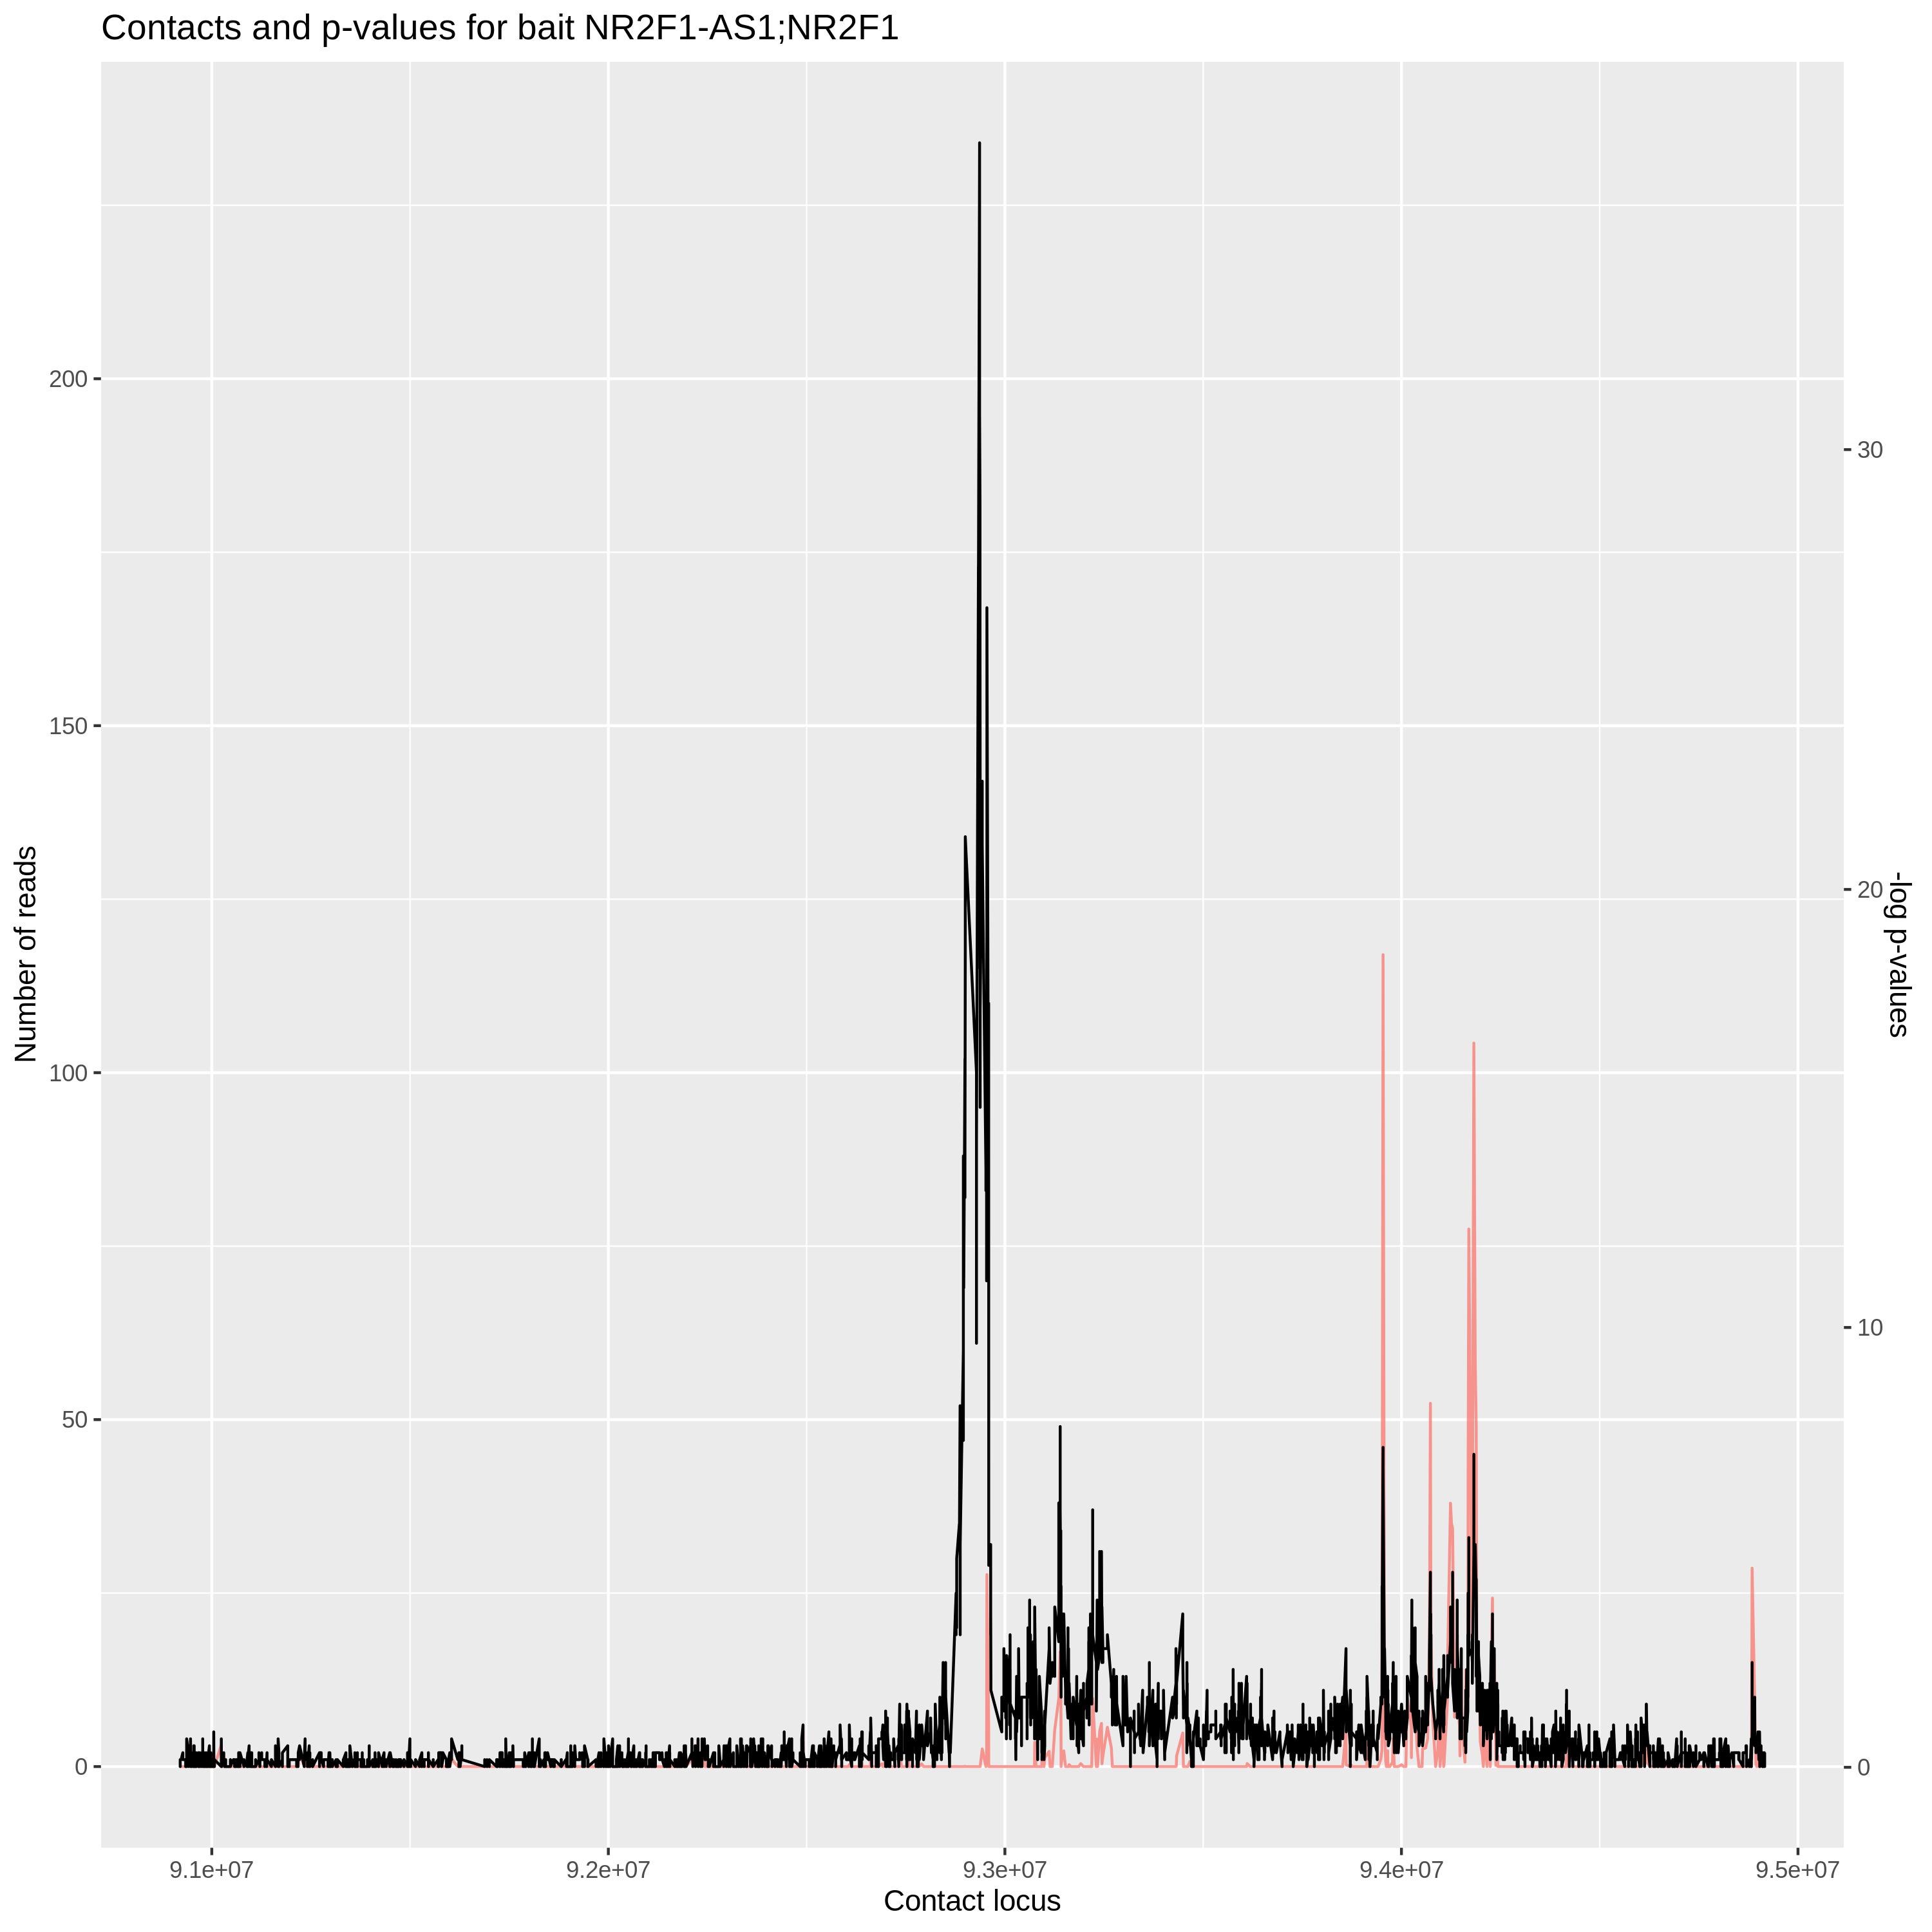 Contacts and p-values for bait NR2F1-AS1;NR2F1
Number of reads
200
150
100
50
0
30
20
10
0
-log p-values
9.1e+07
9.2e+07
9.3e+07
9.4e+07
9.5e+07
Contact locus